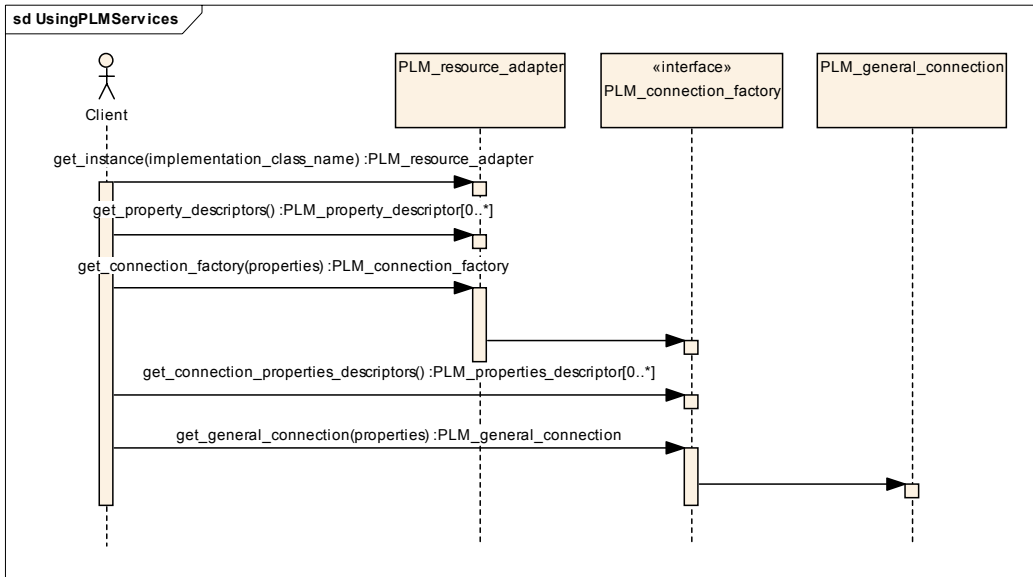 sd UsingPLMServices
Client
PLM_resource_adapter
«interface»
PLM_connection_factory
PLM_general_connection
get_instance(implementation_class_name) :PLM_resource_adapter
get_property_descriptors() :PLM_property_descriptor[0..*]
get_connection_factory(properties) :PLM_connection_factory
get_connection_properties_descriptors() :PLM_properties_descriptor[0..*]
get_general_connection(properties) :PLM_general_connection